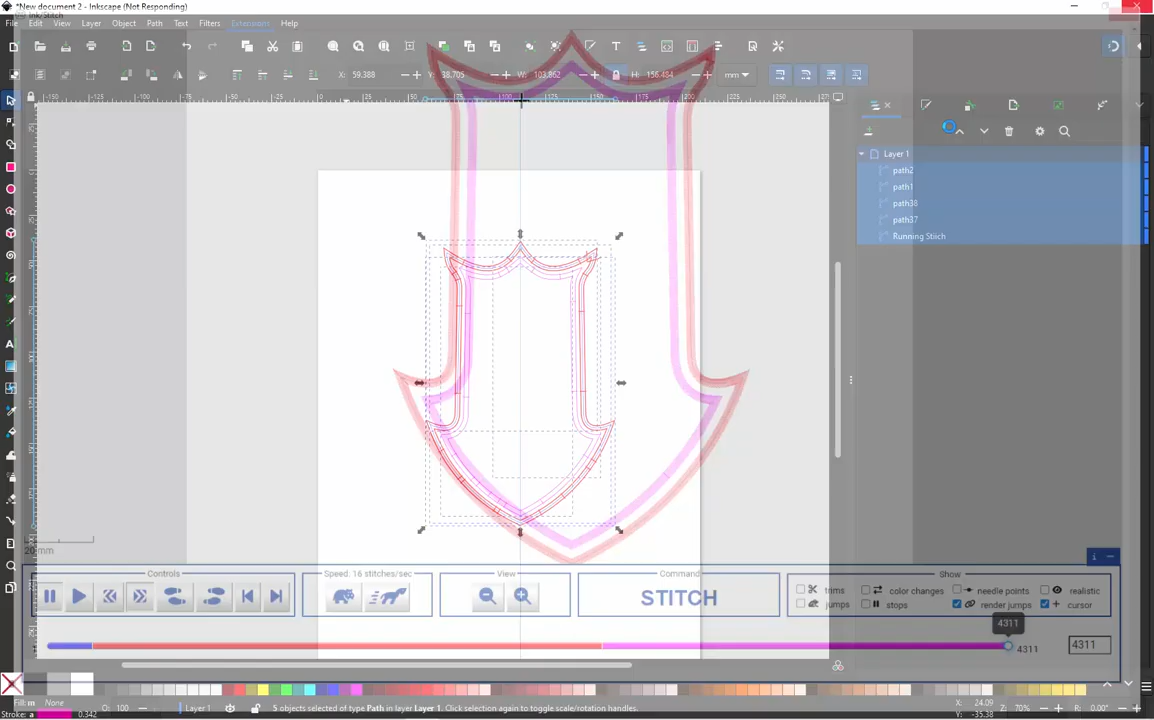 *New document 2 - Inkscape (Not Responding)
Ink/Stitch
File Edit View Layer Object Path Text Filters Extensions Help
X: 59.388 Y: 38.705 W: 103.862 H: 156.484 mm
Layer 1
path2
path1
path38
path37
Running Stitch
20 mm
Controls
Speed: 16 stitches/sec
View
Command
Show
STITCH
trims color changes needle points realistic
jumps stops render jumps cursor
4311
4311
4311
Fill: m None
Stroke: a 0.342
O: 100
Layer 1
5 objects selected of type Path in layer Layer 1. Click selection again to toggle scale/rotation handles.
X: 24.09
Y: -35.38
Z: 70%
R: 0.00°